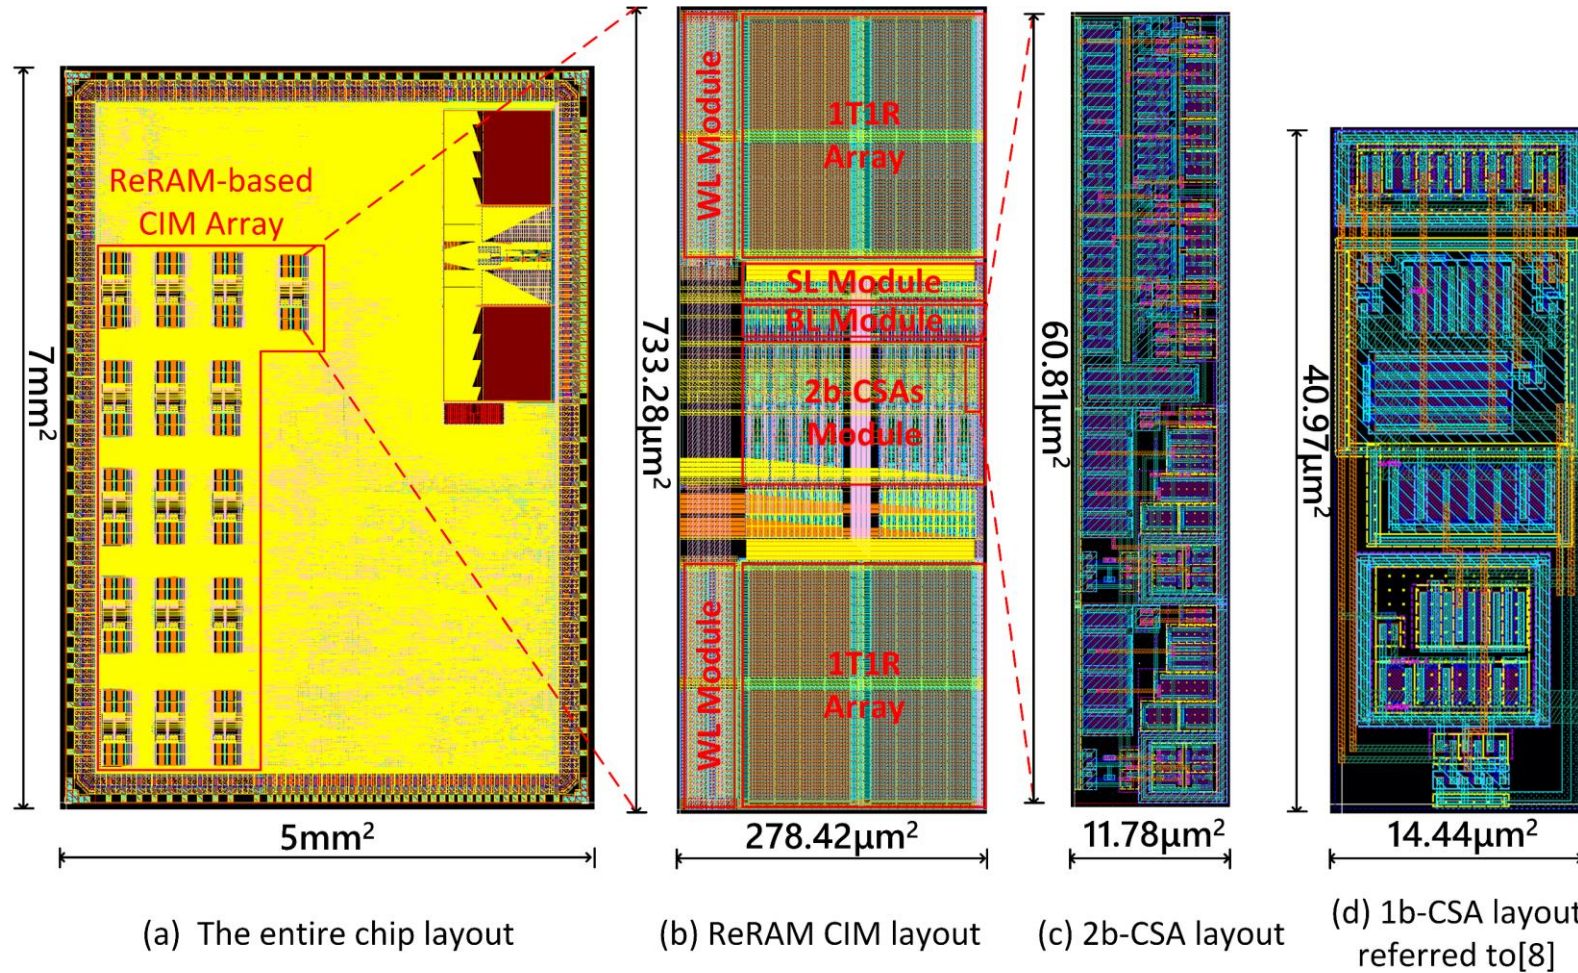 ReRAM-based
CIM Array
7mm²
5mm²
(a) The entire chip layout
WL Module
1T1R
Array
SL Module
BL Module
2b-CSAs
Module
WL Module
1T1R
Array
733.28μm²
278.42μm²
(b) ReRAM CIM layout
60.81μm²
11.78μm²
(c) 2b-CSA layout
40.97μm²
14.44μm²
(d) 1b-CSA layout
referred to[8]